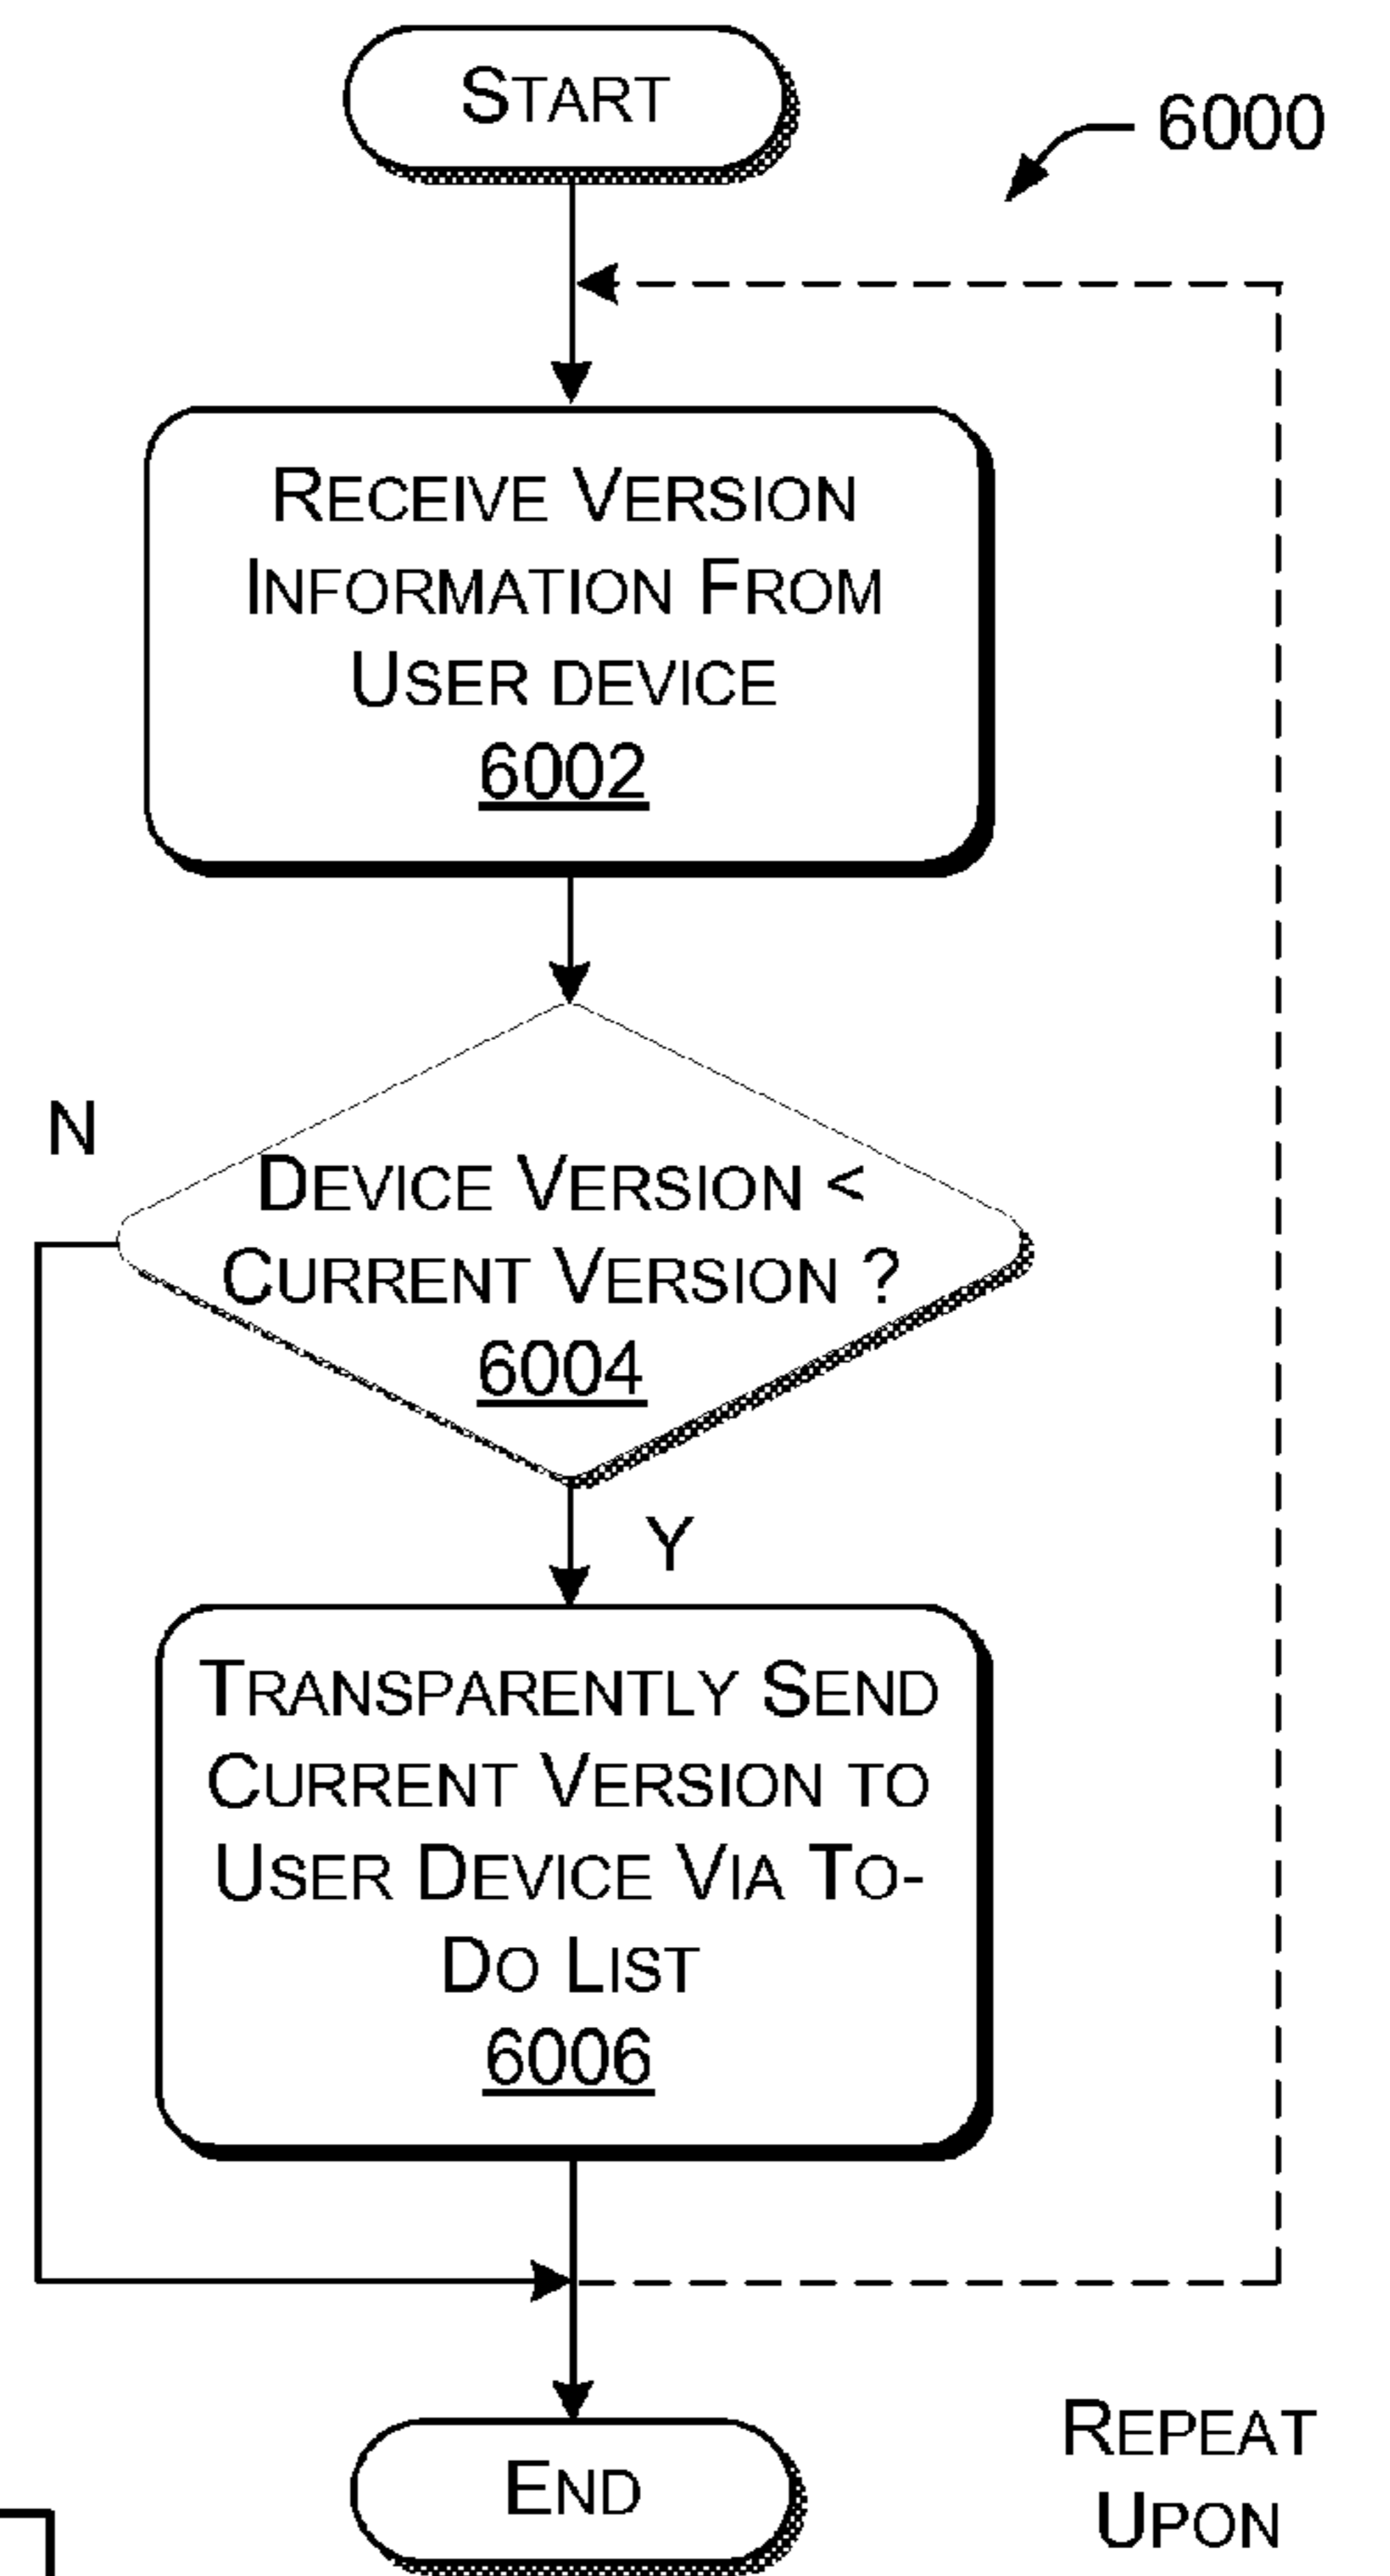 START
6000
RECEIVE VERSION
INFORMATION FROM
USER DEVICE
6002
N
DEVICE VERSION <
CURRENT VERSION ?
6004
Y
TRANSPARENTLY SEND
CURRENT VERSION TO
USER DEVICE VIA TO-
DO LIST
6006
END
REPEAT
UPON